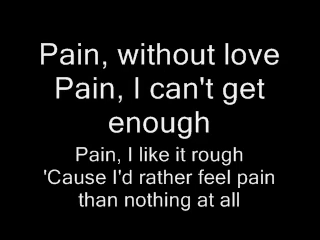 Pain, without love
Pain, I can't get
enough
Pain, I like it rough
'Cause I'd rather feel pain
than nothing at all